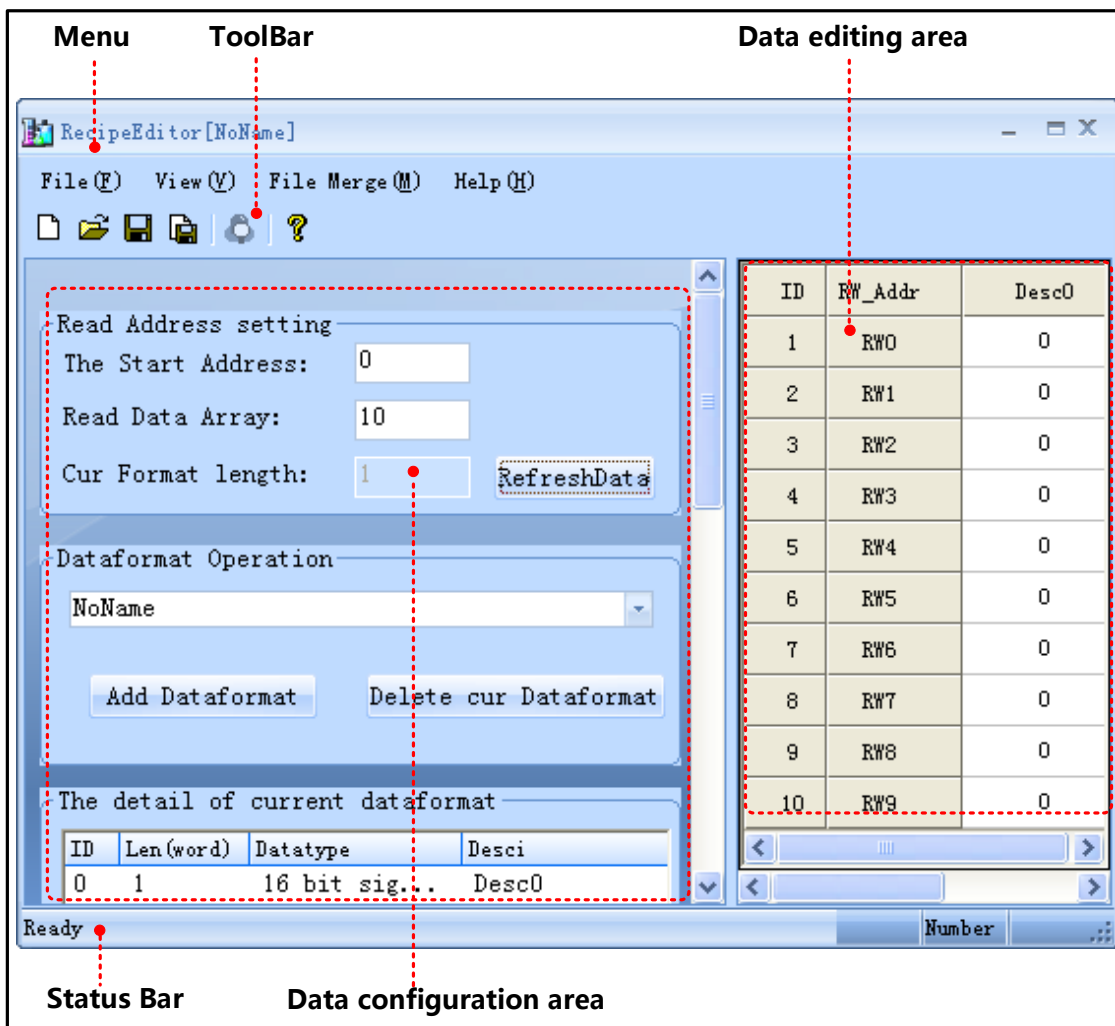 Menu ToolBar Data editing area
RecipeEditor[NoName]
File(F) View(V) File Merge(M) Help(H)
Read Address setting
The Start Address: 0
Read Data Array: 10
Cur Format length: 1 RefreshData
Dataformat Operation
NoName
Add Dataformat Delete cur Dataformat
The detail of current dataformat
ID Len(word) Datatype Desci
0 1 16 bit sig... Desc0
ID RW_Addr Desc0
1 RW0 0
2 RW1 0
3 RW2 0
4 RW3 0
5 RW4 0
6 RW5 0
7 RW6 0
8 RW7 0
9 RW8 0
10 RW9 0
Ready Number
Status Bar Data configuration area